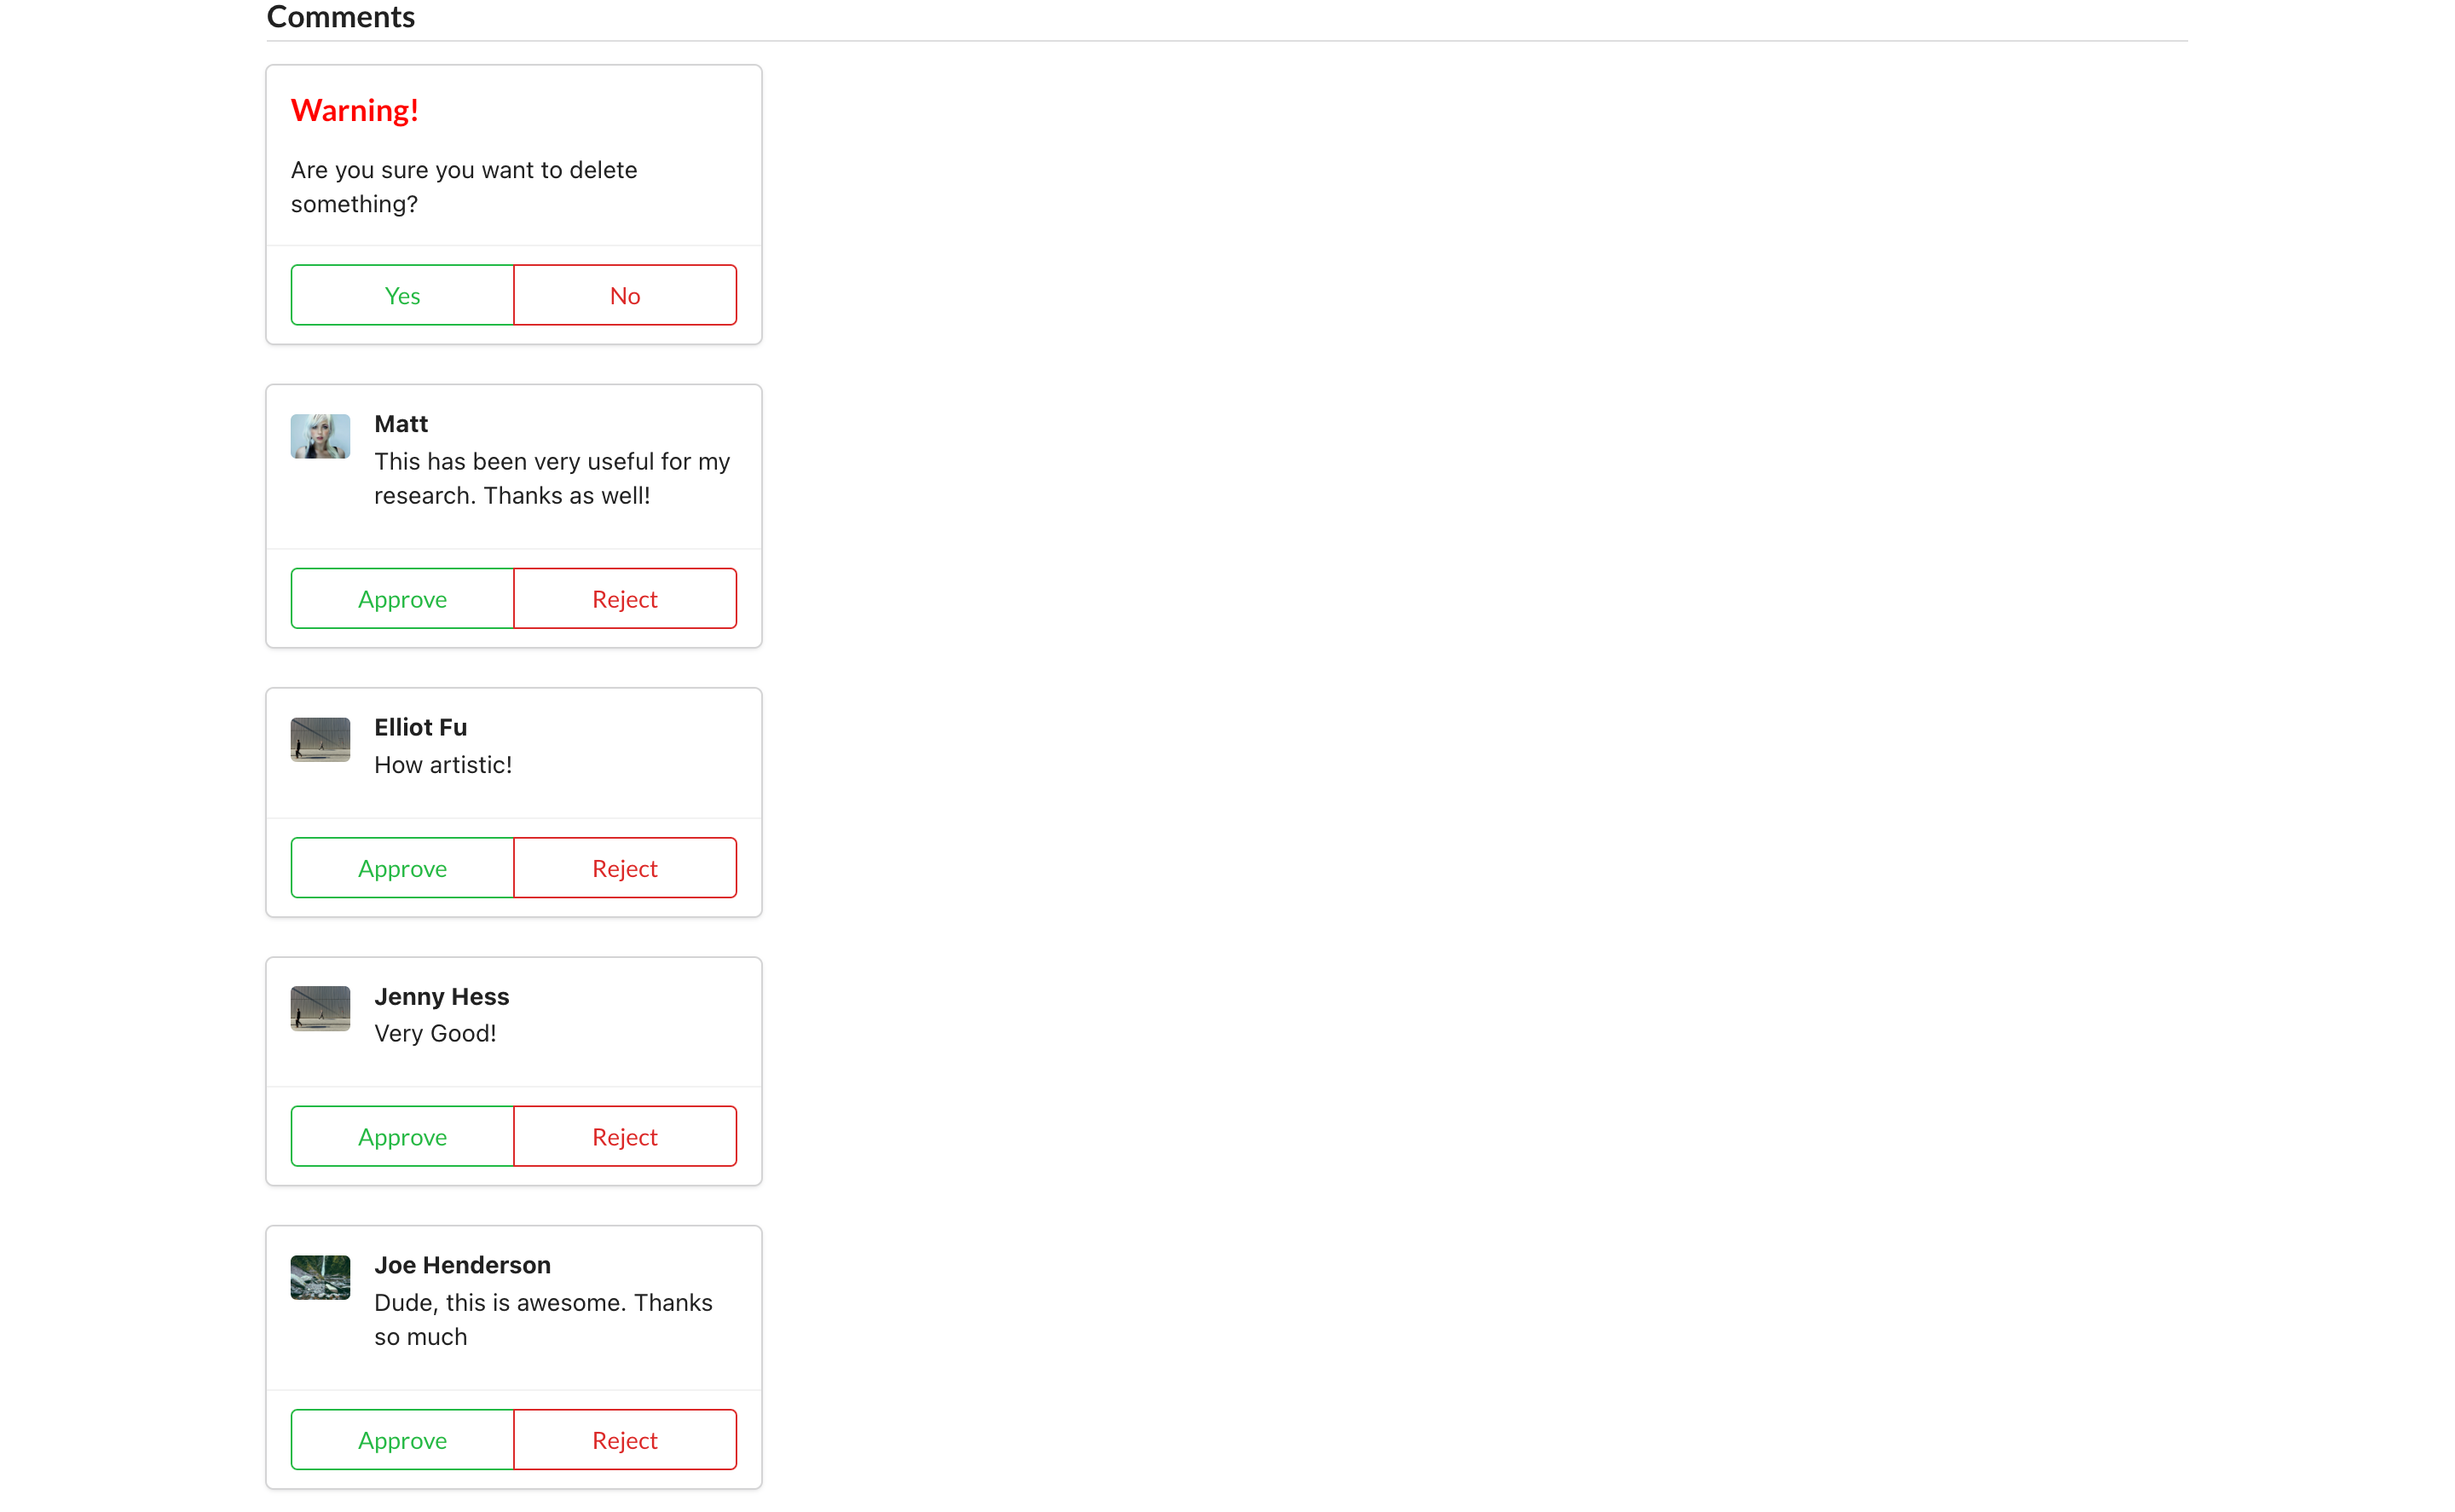 Comments
Warning!
Are you sure you want to delete
something?
Yes No
Matt
This has been very useful for my
research. Thanks as well!
Approve Reject
Elliot Fu
How artistic!
Approve Reject
Jenny Hess
Very Good!
Approve Reject
Joe Henderson
Dude, this is awesome. Thanks
so much
Approve Reject